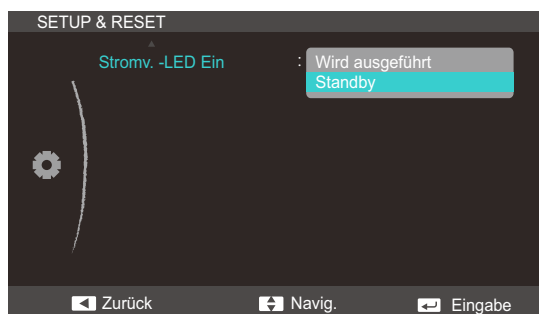 SETUP & RESET
Stromv. -LED Ein : Wird ausgeführt
Standby
Zurück Navig. Eingabe